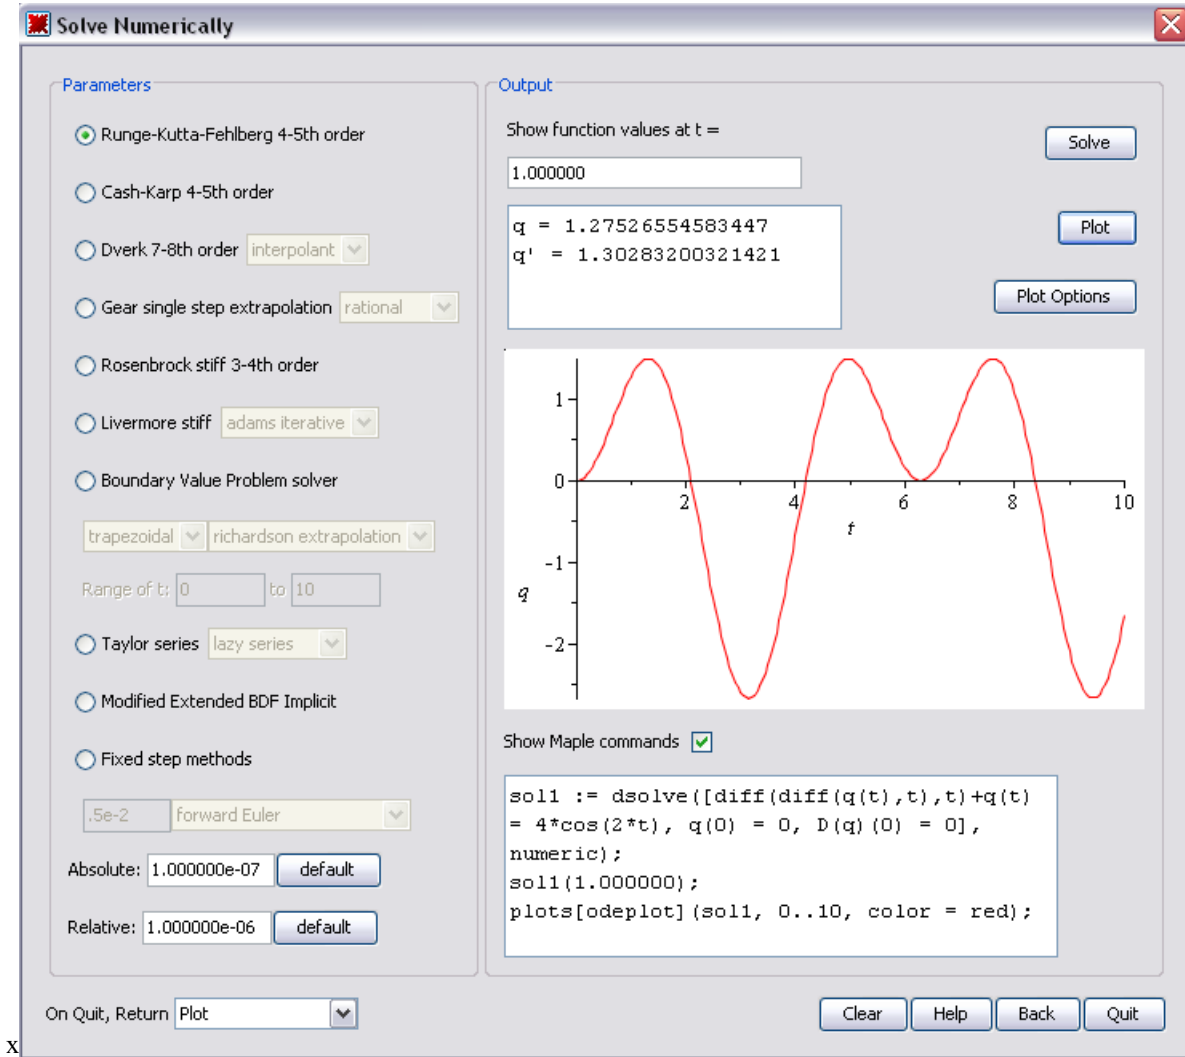 Solve Numerically
Parameters
Runge-Kutta-Fehlberg 4-5th order
Cash-Karp 4-5th order
Dverk 7-8th order interpolant
Gear single step extrapolation rational
Rosenbrock stiff 3-4th order
Livermore stiff adams iterative
Boundary Value Problem solver
trapezoidal richardson extrapolation
Range of t: 0 to 10
Taylor series lazy series
Modified Extended BDF Implicit
Fixed step methods
.5e-2 forward Euler
Absolute: 1.000000e-07 default
Relative: 1.000000e-06 default
Output
Show function values at t =
Solve
1.000000
q = 1.27526554583447
q' = 1.30283200321421
Plot
Plot Options
1
0
2 4 6 8 10
t
-1
q
-2
Show Maple commands
sol1 := dsolve([diff(diff(q(t),t),t)+q(t)
= 4*cos(2*t), q(0) = 0, D(q)(0) = 0],
numeric);
sol1(1.000000);
plots[odeplot](sol1, 0..10, color = red);
On Quit, Return Plot
Clear Help Back Quit
x